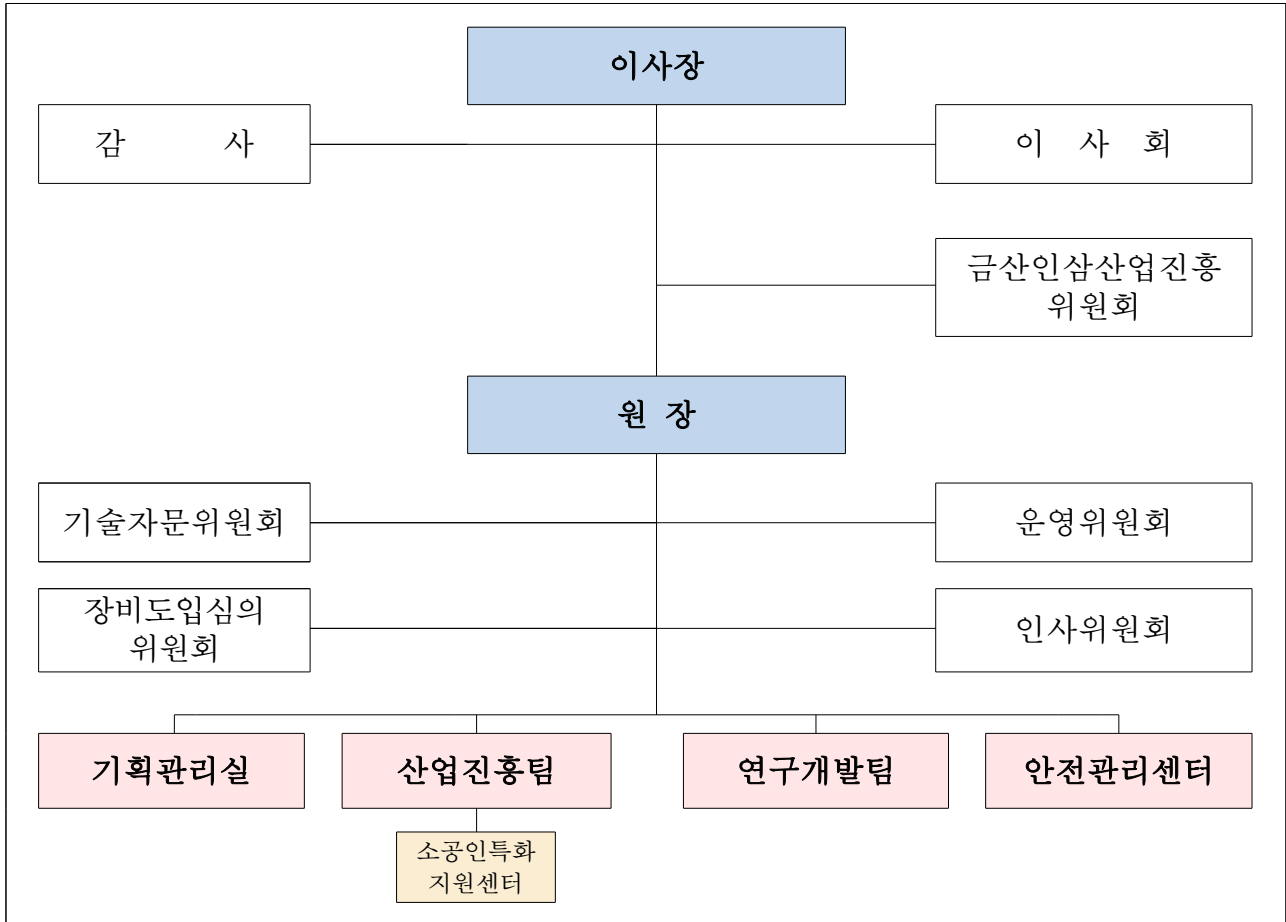 이사장
감 사
이 사 회
금산인삼산업진흥
위원회
원 장
기술자문위원회
운영위원회
장비도입심의
위원회
인사위원회
기획관리실
산업진흥팀
연구개발팀
안전관리센터
소공인특화
지원센터